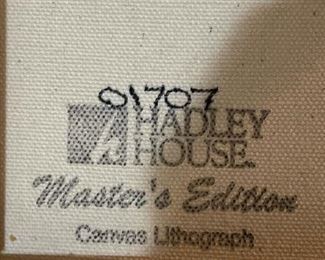 01707
HADLEY
HOUSE
Master's Edition
Canvas Lithograph